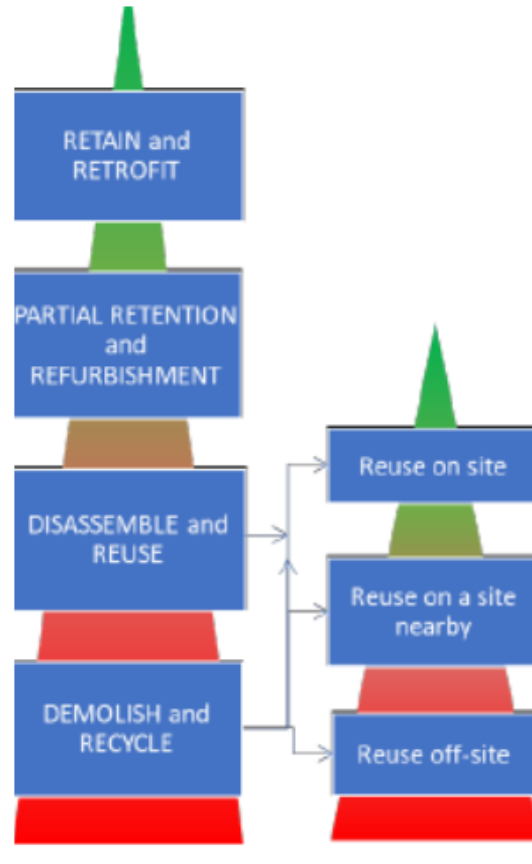 RETAIN and
RETROFIT
PARTIAL RETENTION
and
REFURBISHMENT
DISASSEMBLE and
REUSE
DEMOLISH and
RECYCLE
Reuse on site
Reuse on a site
nearby
Reuse off-site